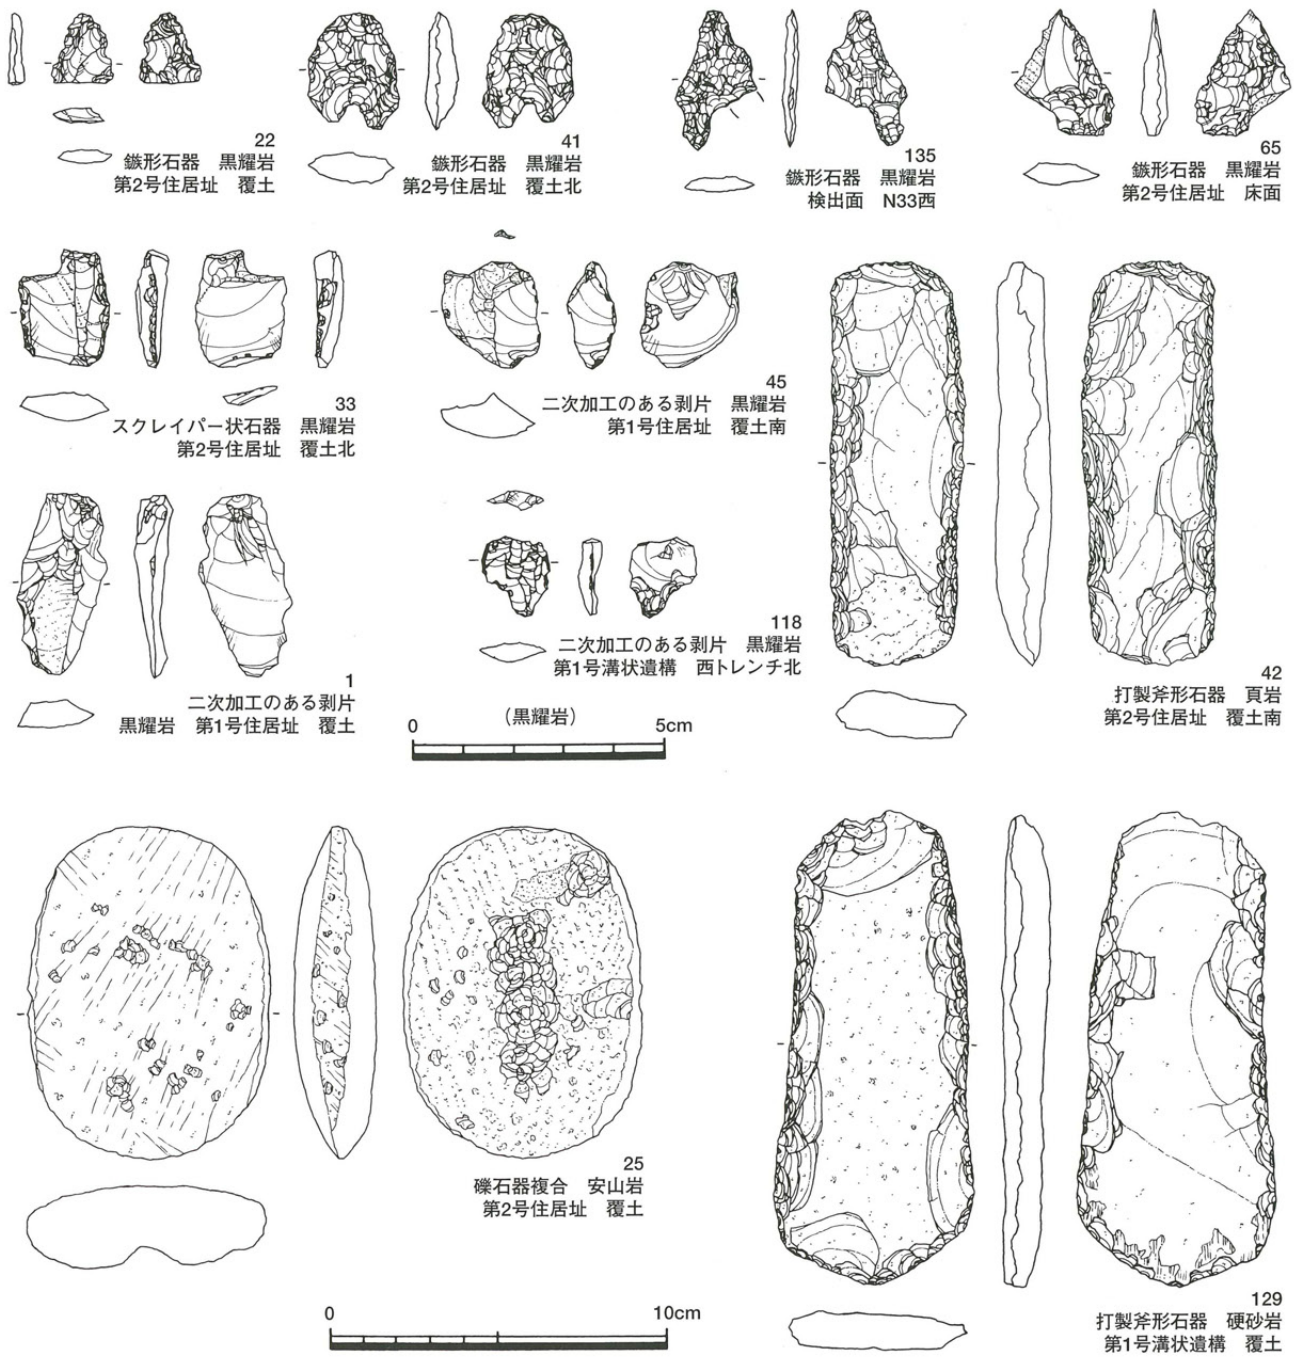 22
鏃形石器　黒耀岩
第2号住居址　覆土
41
鏃形石器　黒耀岩
第2号住居址　覆土北
135
鏃形石器　黒耀岩
検出面　N33西
65
鏃形石器　黒耀岩
第2号住居址　床面
33
スクレイパー状石器　黒耀岩
第2号住居址　覆土北
45
二次加工のある剥片　黒耀岩
第1号住居址　覆土南
1
二次加工のある剥片
黒耀岩　第1号住居址　覆土
118
二次加工のある剥片　黒耀岩
第1号溝状遺構　西トレンチ北
42
打製斧形石器　頁岩
第2号住居址　覆土南
（黒耀岩）
0 5cm
25
礫石器複合　安山岩
第2号住居址　覆土
129
打製斧形石器　硬砂岩
第1号溝状遺構　覆土
0 10cm